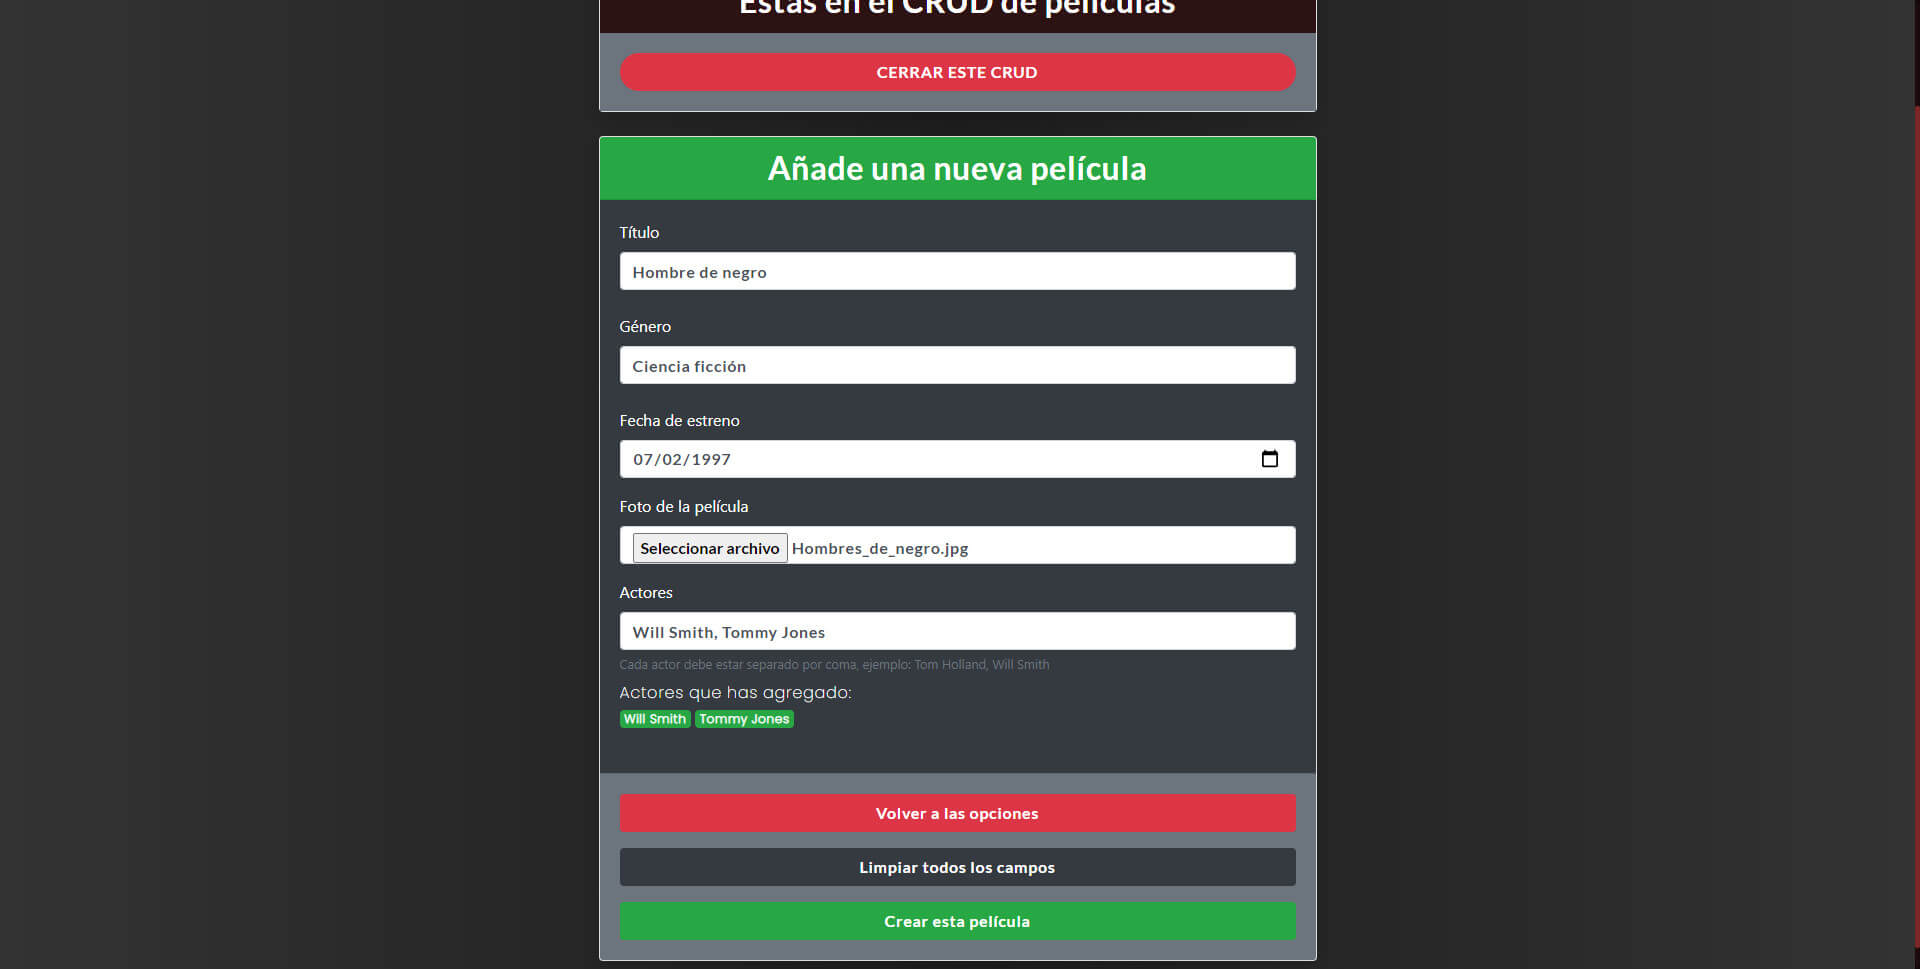 Estás en el CRUD de películas
CERRAR ESTE CRUD
Añade una nueva película
Título
Hombre de negro
Género
Ciencia ficción
Fecha de estreno
07/02/1997
Foto de la película
Seleccionar archivo Hombres_de_negro.jpg
Actores
Will Smith, Tommy Jones
Cada actor debe estar separado por coma, ejemplo: Tom Holland, Will Smith
Actores que has agregado:
Will Smith Tommy Jones
Volver a las opciones
Limpiar todos los campos
Crear esta película